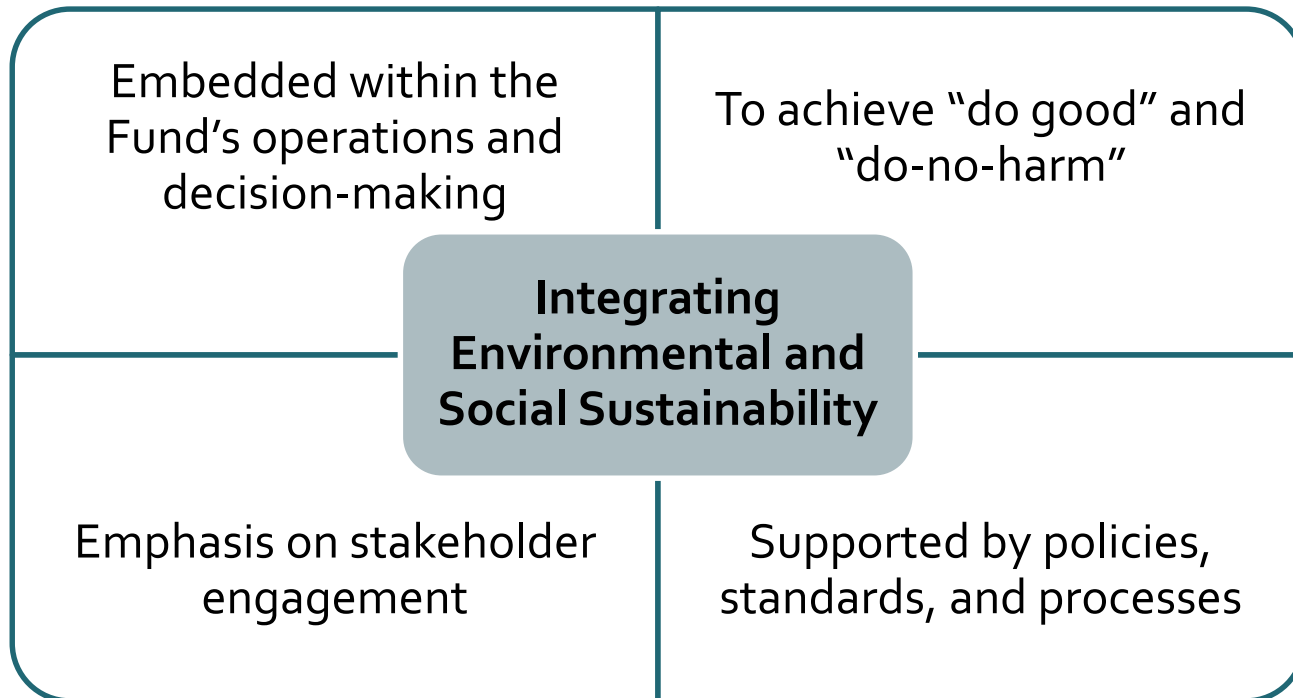 Embedded within the
Fund’s operations and
decision-making
To achieve “do good” and
“do-no-harm”
Integrating
Environmental and
Social Sustainability
Emphasis on stakeholder
engagement
Supported by policies,
standards, and processes